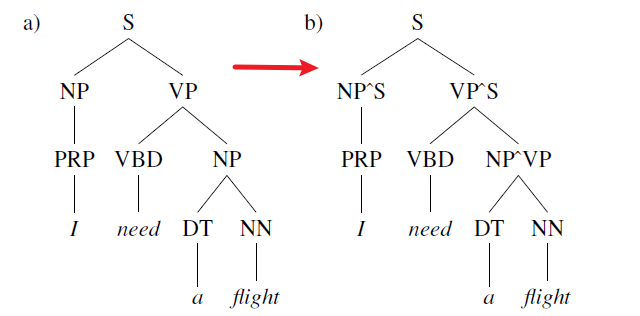 a) S b) S
NP VP NP^S VP^S
PRP VBD NP PRP VBD NP^VP
I need DT NN I need DT NN
a flight a flight